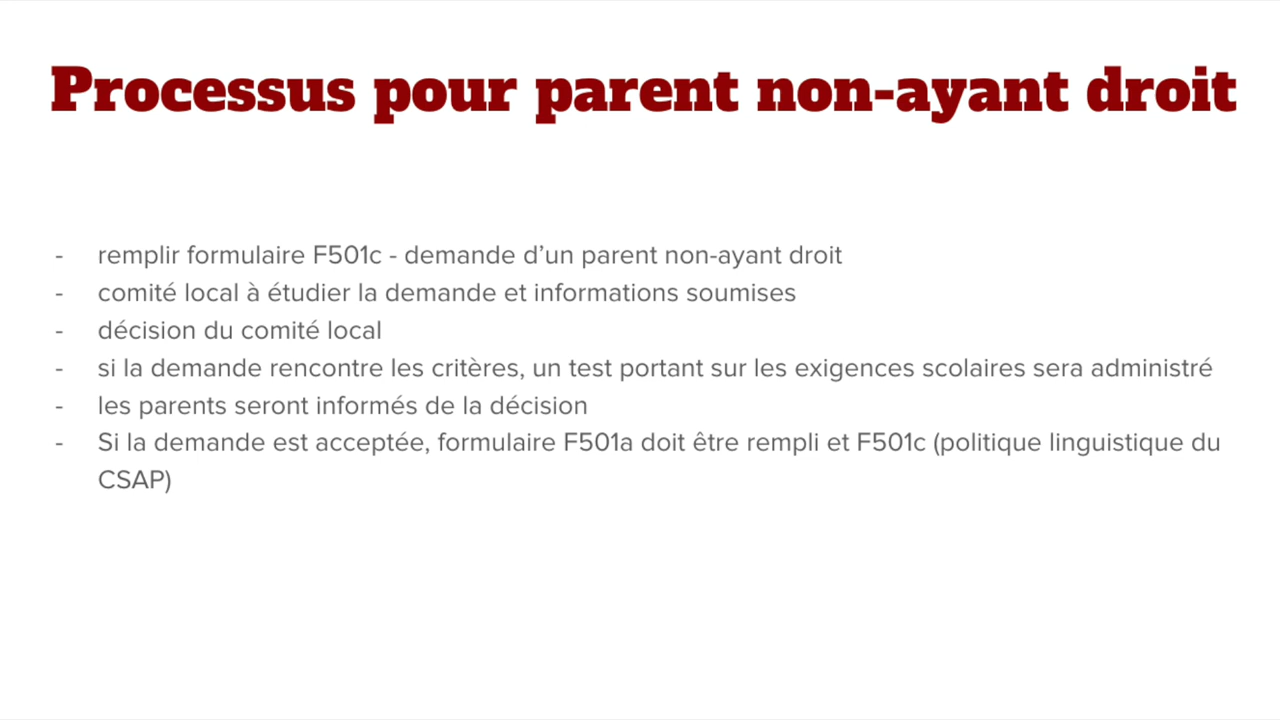 Processus pour parent non-ayant droit
- remplir formulaire F501c - demande d’un parent non-ayant droit
- comité local à étudier la demande et informations soumises
- décision du comité local
- si la demande rencontre les critères, un test portant sur les exigences scolaires sera administré
- les parents seront informés de la décision
- Si la demande est acceptée, formulaire F501a doit être rempli et F501c (politique linguistique du
CSAP)